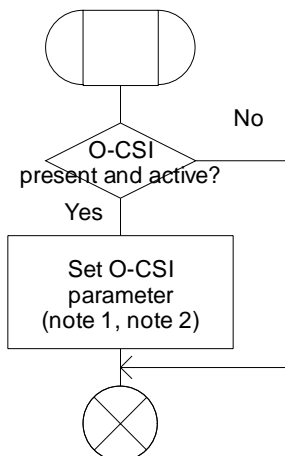 No
O-CSI
present and active?
Yes
Set O-CSI
parameter
(note 1, note 2)